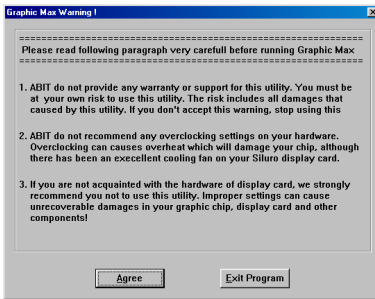 Graphic Max Warning !
==================================================
Please read following paragraph very carefull before running Graphic Max
==================================================
1. ABIT do not provide any warranty or support for this utility. You must be
at your own risk to use this utility. The risk includes all damages that
caused by this utility. If you don't accept this warning, stop using this
2. ABIT do not recommend any overclocking settings on your hardware.
Overclocking can causes overheat which will damage your chip, although
there has been an execellent cooling fan on your Siluro display card.
3. If you are not acquainted with the hardware of display card, we strongly
recommend you not to use this utility. Improper settings can cause
unrecoverable damages in your graphic chip, display card and other
components!
Agree
Exit Program